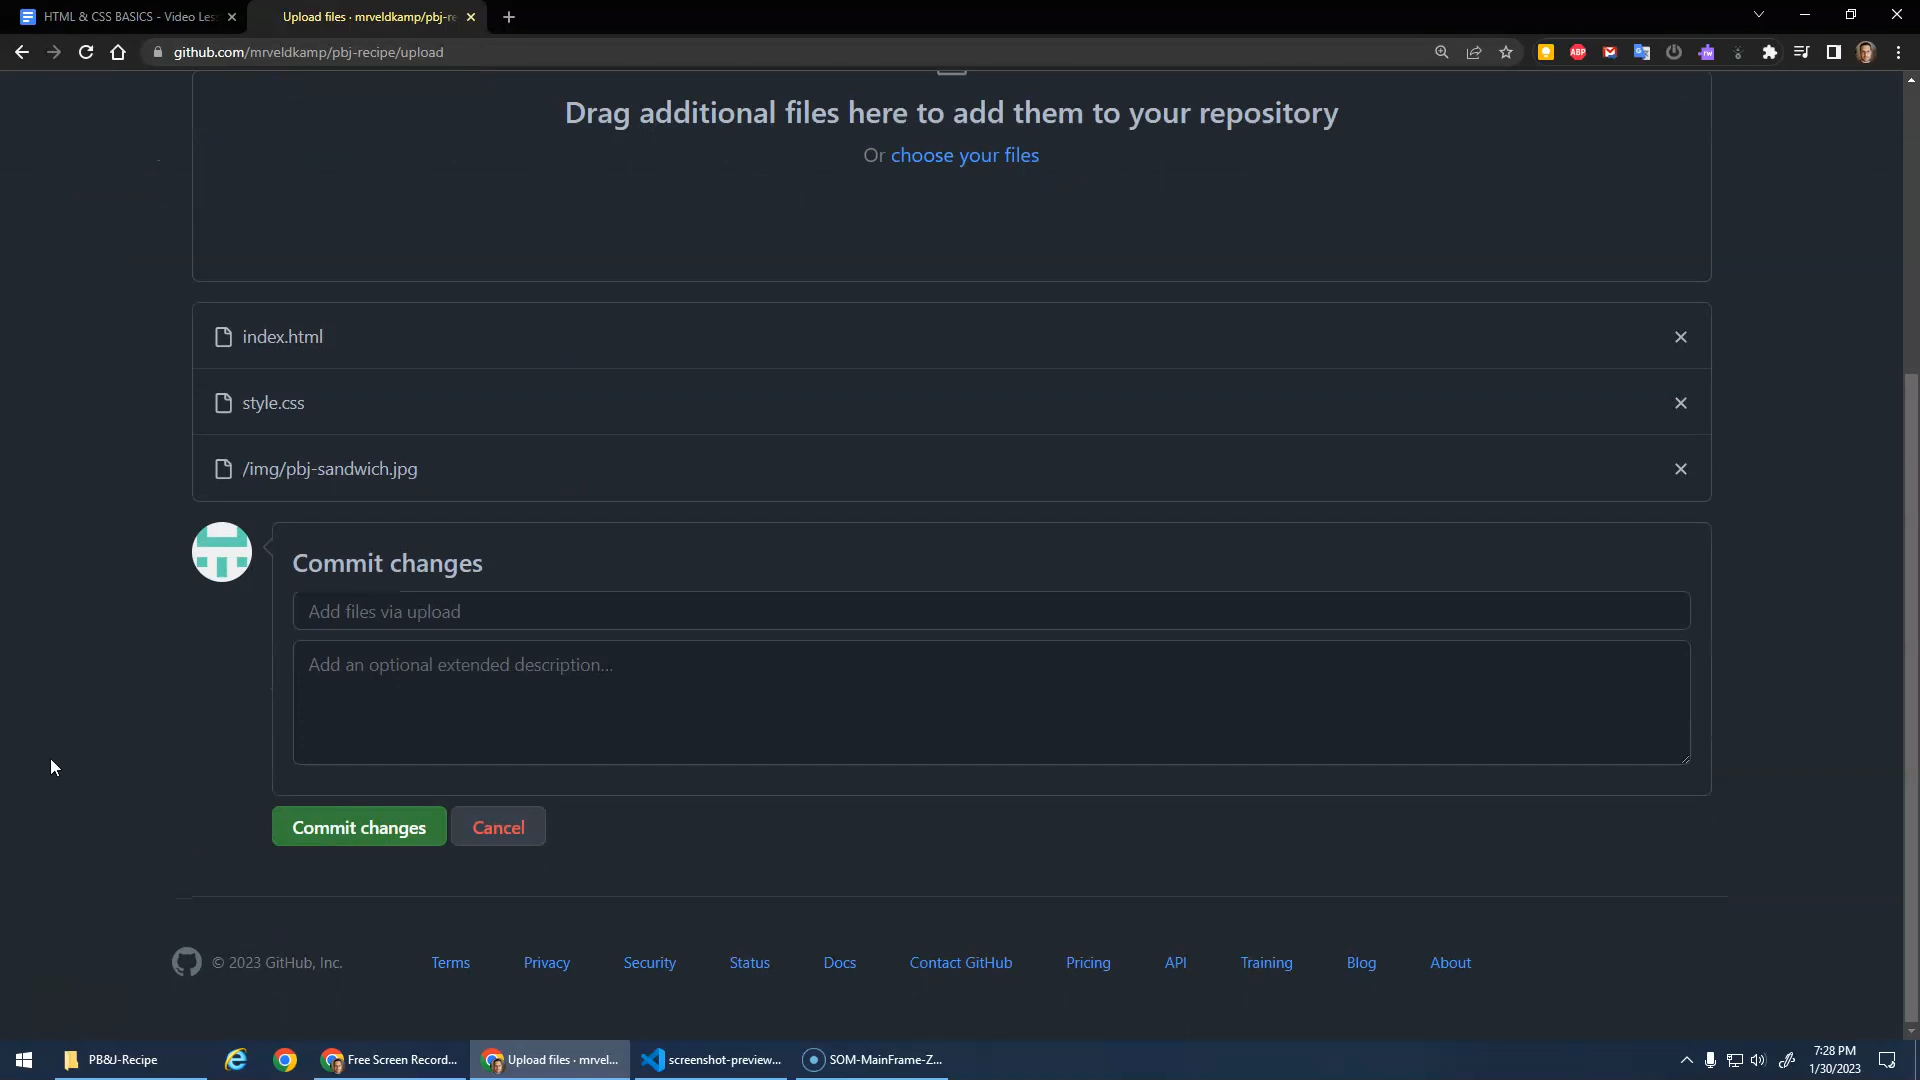 HTML & CSS BASICS - Video Les
Upload files · mrveldkamp/pbj-re
github.com/mrveldkamp/pbj-recipe/upload
ABP
rw
Drag additional files here to add them to your repository
Or choose your files
index.html
style.css
/img/pbj-sandwich.jpg
Commit changes
Add files via upload
Add an optional extended description...
Commit changes
Cancel
© 2023 GitHub, Inc.
Terms
Privacy
Security
Status
Docs
Contact GitHub
Pricing
API
Training
Blog
About
PB&J-Recipe
Free Screen Record...
Upload files · mrvel...
screenshot-preview...
SOM-MainFrame-Z...
7:28 PM
1/30/2023